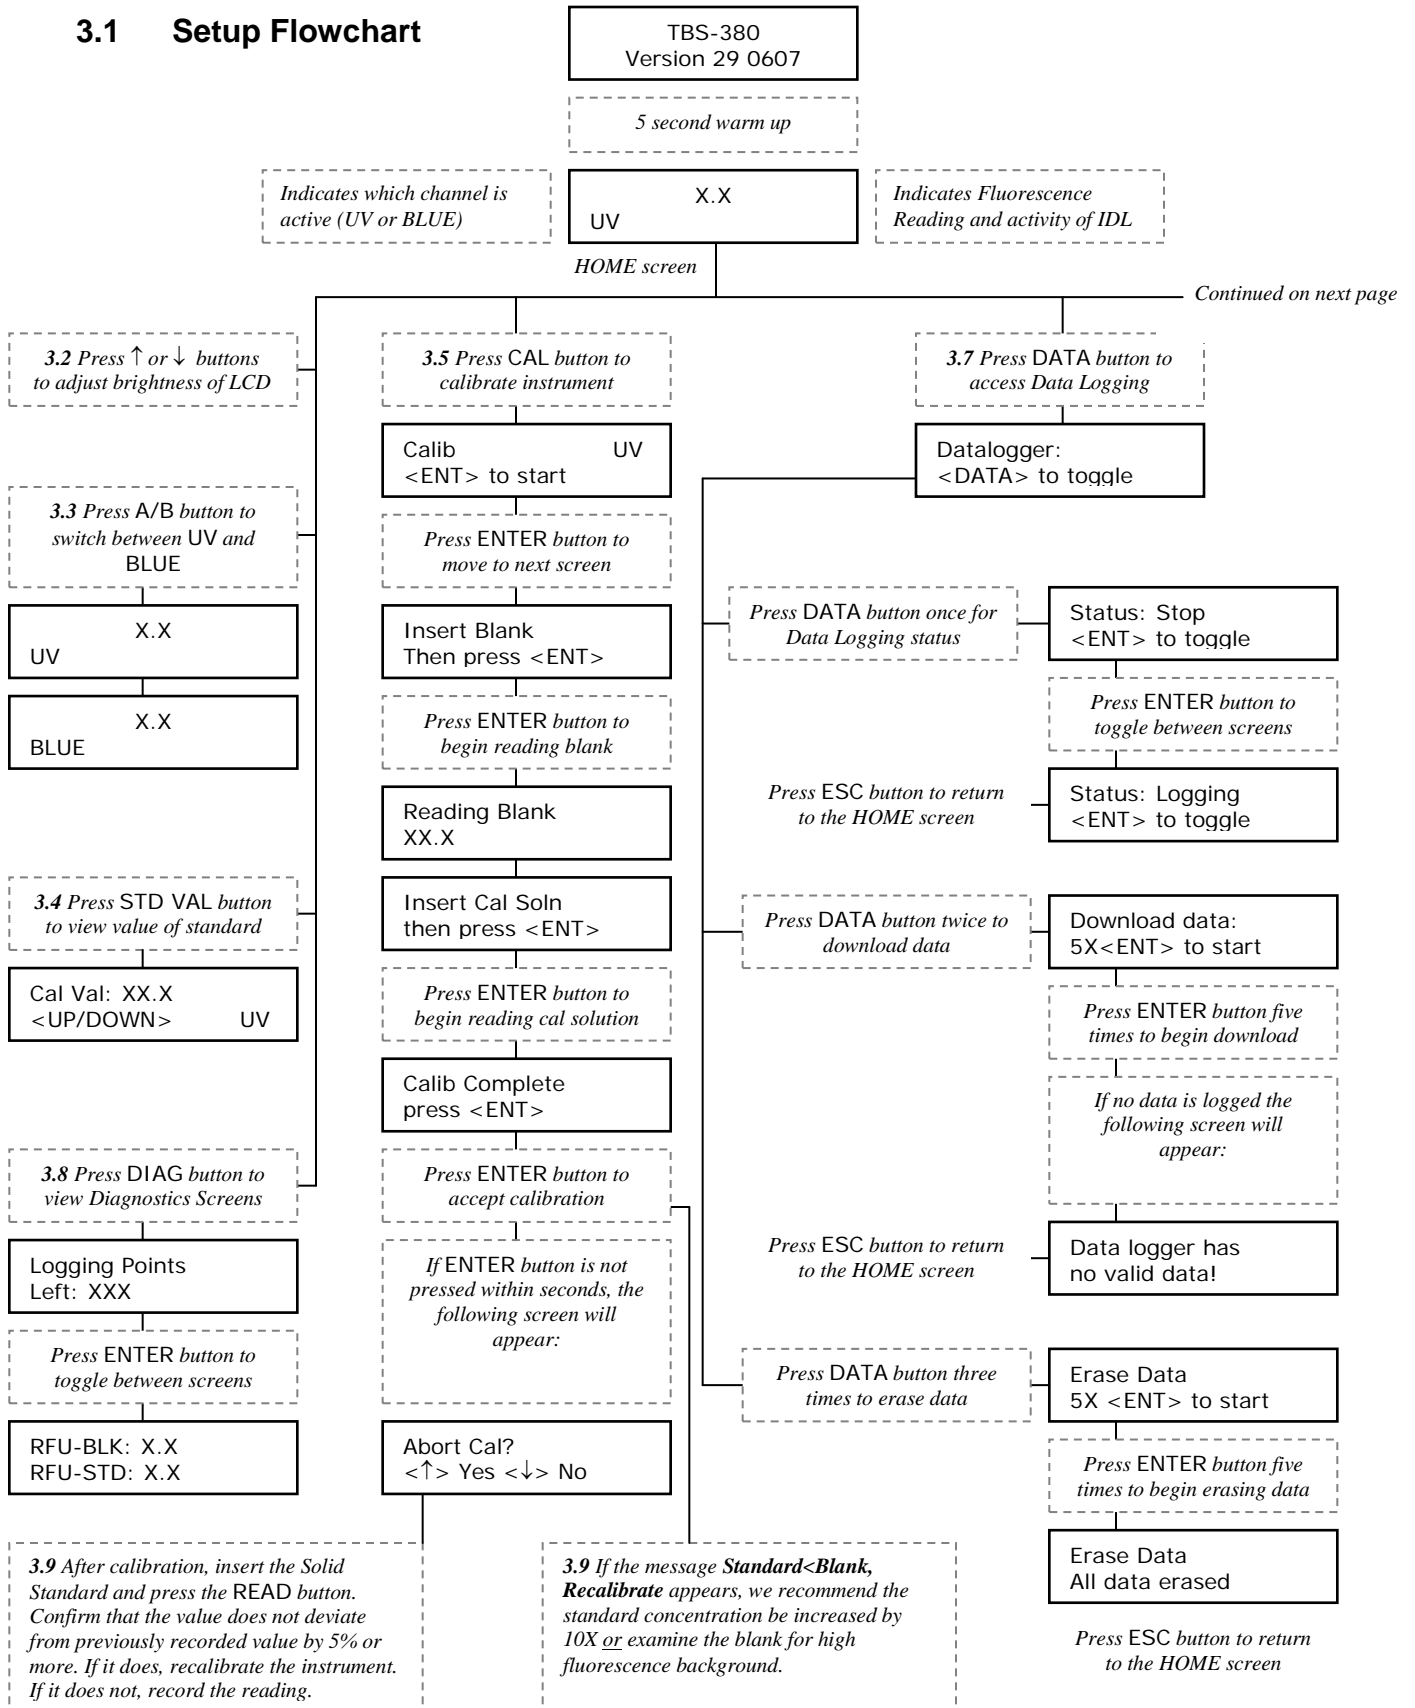 3.1 Setup Flowchart
TBS-380
Version 29 0607
5 second warm up
Indicates which channel is
active (UV or BLUE)
X.X
UV
Indicates Fluorescence
Reading and activity of IDL
HOME screen
Continued on next page
3.2 Press ↑ or ↓ buttons
to adjust brightness of LCD
3.3 Press A/B button to
switch between UV and
BLUE
X.X
UV
X.X
BLUE
3.4 Press STD VAL button
to view value of standard
Cal Val: XX.X
<UP/DOWN> UV
3.8 Press DIAG button to
view Diagnostics Screens
Logging Points
Left: XXX
Press ENTER button to
toggle between screens
RFU-BLK: X.X
RFU-STD: X.X
3.5 Press CAL button to
calibrate instrument
Calib UV
<ENT> to start
Press ENTER button to
move to next screen
Insert Blank
Then press <ENT>
Press ENTER button to
begin reading blank
Reading Blank
XX.X
Insert Cal Soln
then press <ENT>
Press ENTER button to
begin reading cal solution
Calib Complete
press <ENT>
Press ENTER button to
accept calibration
If ENTER button is not
pressed within seconds, the
following screen will
appear:
Abort Cal?
<↑> Yes <↓> No
3.9 After calibration, insert the Solid
Standard and press the READ button.
Confirm that the value does not deviate
from previously recorded value by 5% or
more. If it does, recalibrate the instrument.
If it does not, record the reading.
3.9 If the message Standard<Blank,
Recalibrate appears, we recommend the
standard concentration be increased by
10X or examine the blank for high
fluorescence background.
3.7 Press DATA button to
access Data Logging
Datalogger:
<DATA> to toggle
Press DATA button once for
Data Logging status
Status: Stop
<ENT> to toggle
Press ENTER button to
toggle between screens
Press ESC button to return
to the HOME screen
Status: Logging
<ENT> to toggle
Press DATA button twice to
download data
Download data:
5X<ENT> to start
Press ENTER button five
times to begin download
If no data is logged the
following screen will
appear:
Press ESC button to return
to the HOME screen
Data logger has
no valid data!
Press DATA button three
times to erase data
Erase Data
5X <ENT> to start
Press ENTER button five
times to begin erasing data
Erase Data
All data erased
Press ESC button to return
to the HOME screen